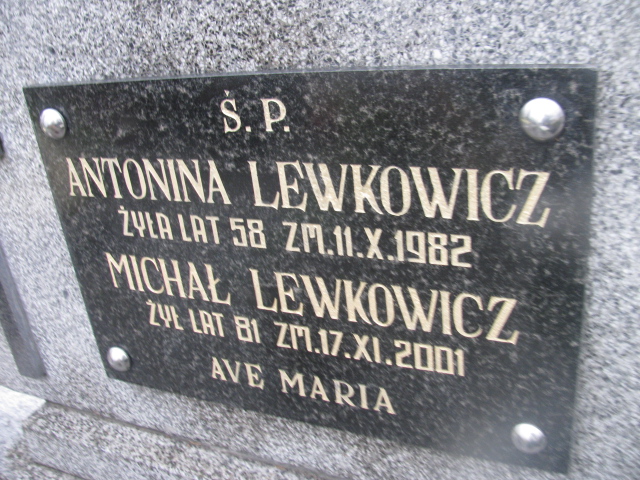 Ś. P.
ANTONINA LEWKOWICZ
ŻYŁA LAT 58 ZM.11.X.1982
MICHAŁ LEWKOWICZ
ŻYŁ LAT 81 ZM.17.XI.2001
AVE MARIA